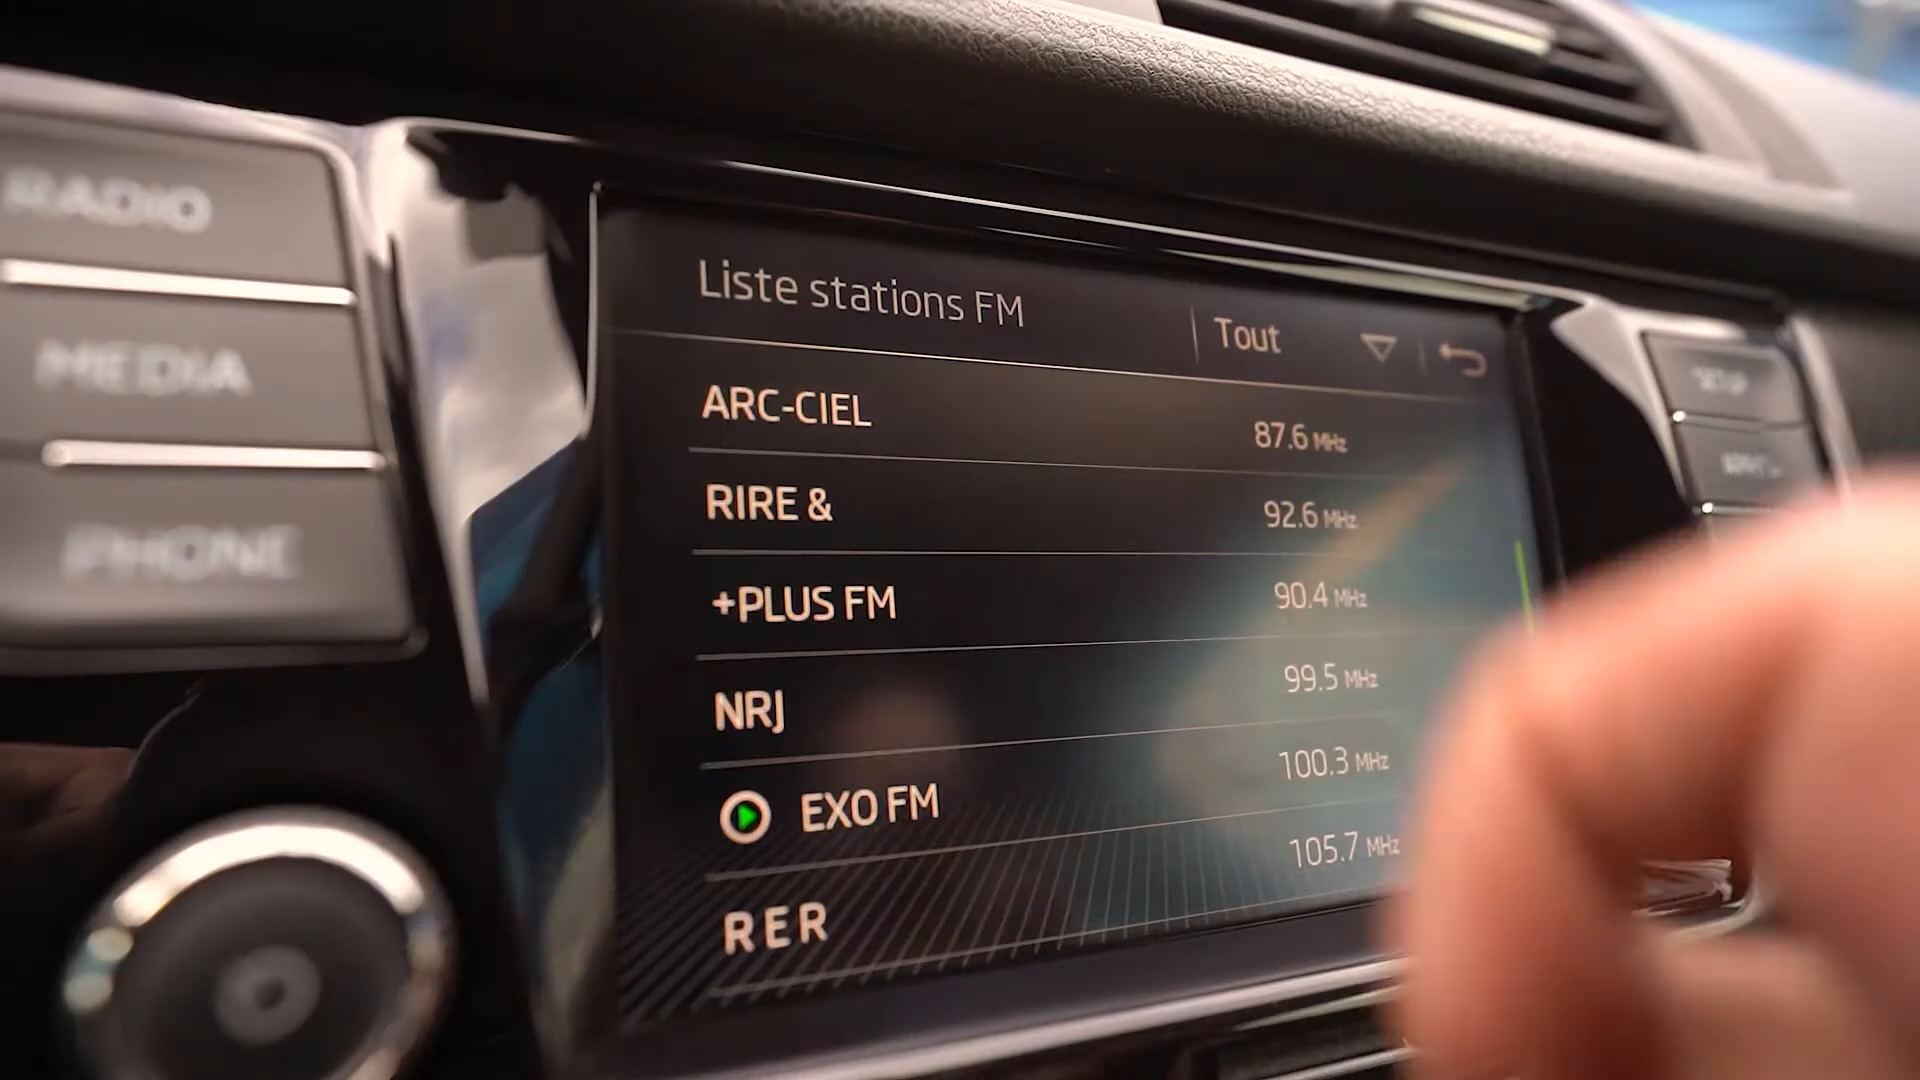 RADIO
MEDIA
PHONE
Liste stations FM
Tout
ARC-CIEL 87.6 MHz
RIRE & 92.6 MHz
+PLUS FM 90.4 MHz
NRJ 99.5 MHz
EXO FM 100.3 MHz
RER 105.7 MHz
SETUP